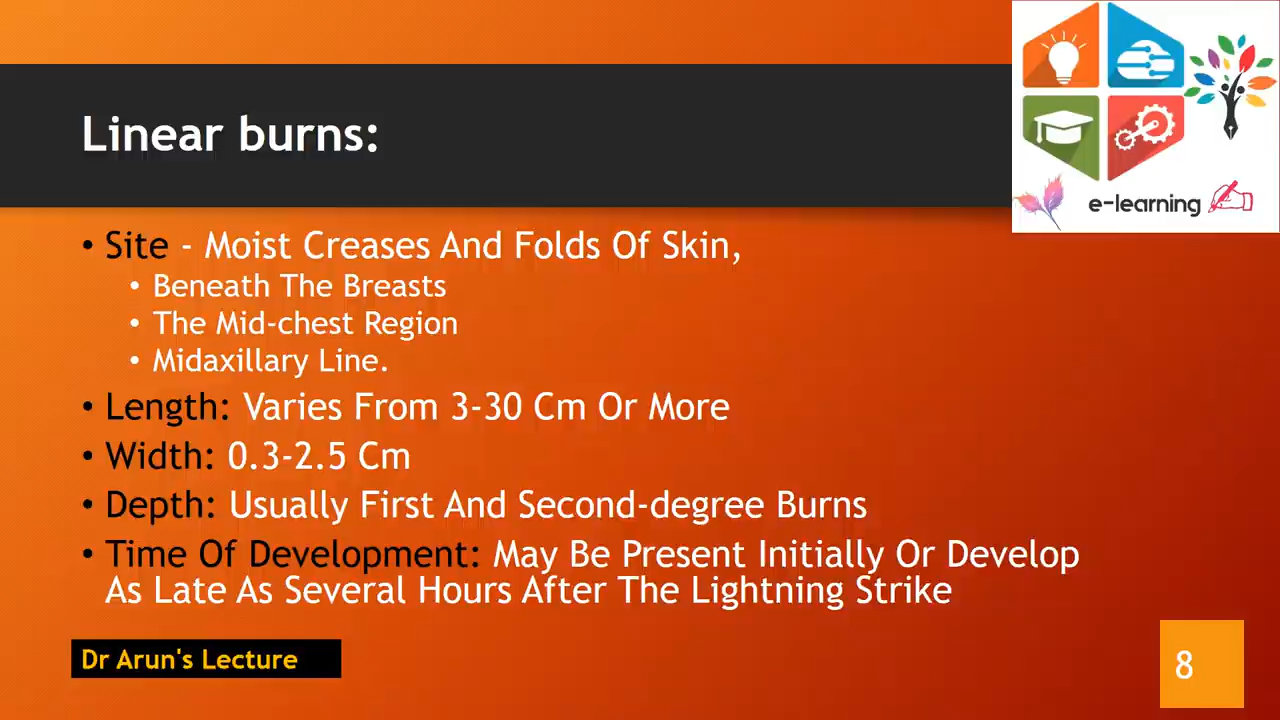 Linear burns:
e-learning
• Site - Moist Creases And Folds Of Skin,
• Beneath The Breasts
• The Mid-chest Region
• Midaxillary Line.
• Length: Varies From 3-30 Cm Or More
• Width: 0.3-2.5 Cm
• Depth: Usually First And Second-degree Burns
• Time Of Development: May Be Present Initially Or Develop
As Late As Several Hours After The Lightning Strike
Dr Arun's Lecture
8